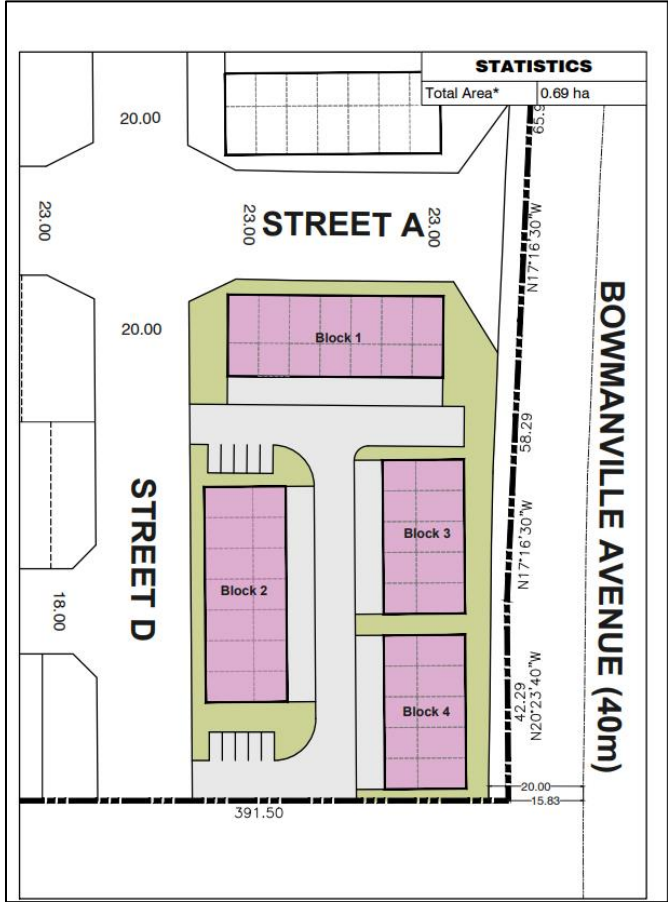 STATISTICS
Total Area* 0.69 ha
20.00
65.9
23.00
23.00
STREET A
23.00
N17°16'30"W
20.00
Block 1
BOWMANVILLE AVENUE (40m)
58.29
N17°16'30"W
STREET D
Block 3
Block 2
18.00
42.29
N20°23'40"W
Block 4
20.00
15.83
391.50